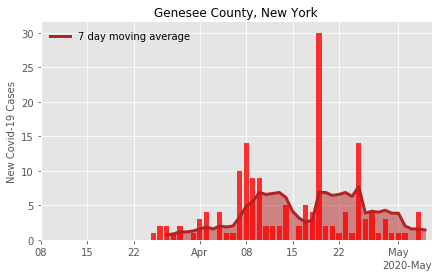 Genesee County, New York
7 day moving average
New Covid-19 Cases
30
25
20
15
10
5
0
08 15 22 Apr 08 15 22 May
2020-May